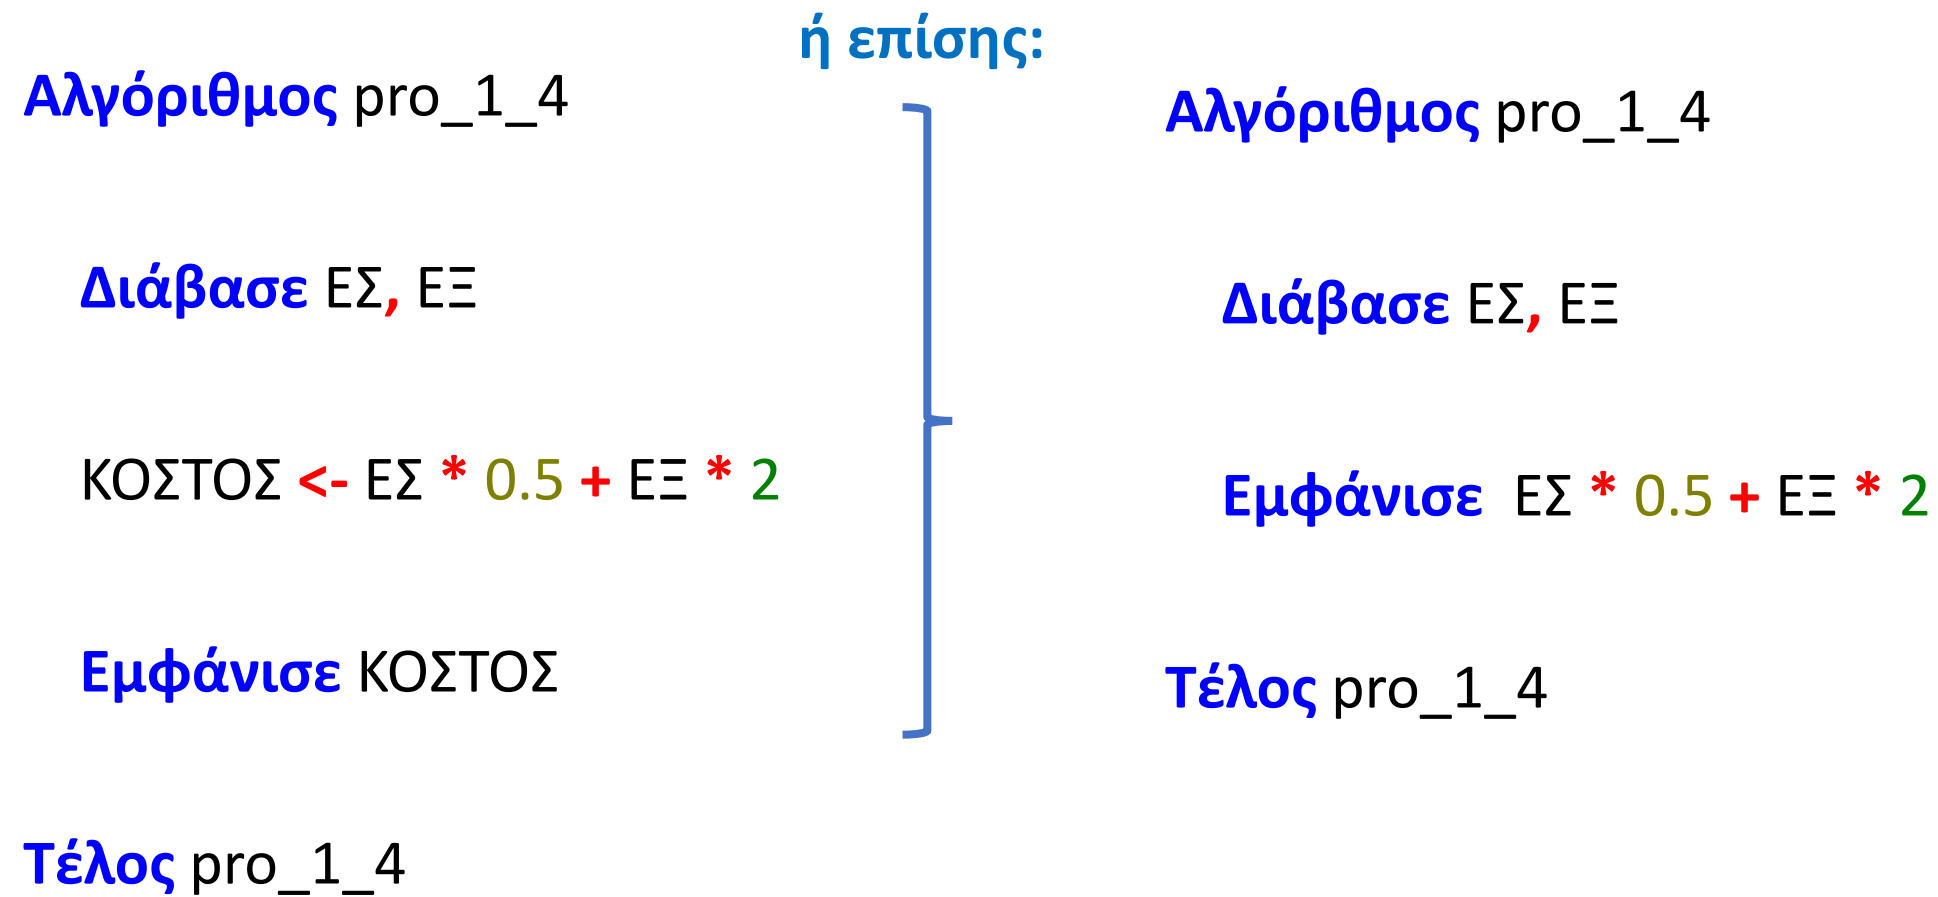 ή επίσης:
Αλγόριθμος pro_1_4
Διάβασε ΕΣ, ΕΞ
ΚΟΣΤΟΣ <- ΕΣ * 0.5 + ΕΞ * 2
Εμφάνισε ΚΟΣΤΟΣ
Τέλος pro_1_4
Αλγόριθμος pro_1_4
Διάβασε ΕΣ, ΕΞ
Εμφάνισε ΕΣ * 0.5 + ΕΞ * 2
Τέλος pro_1_4